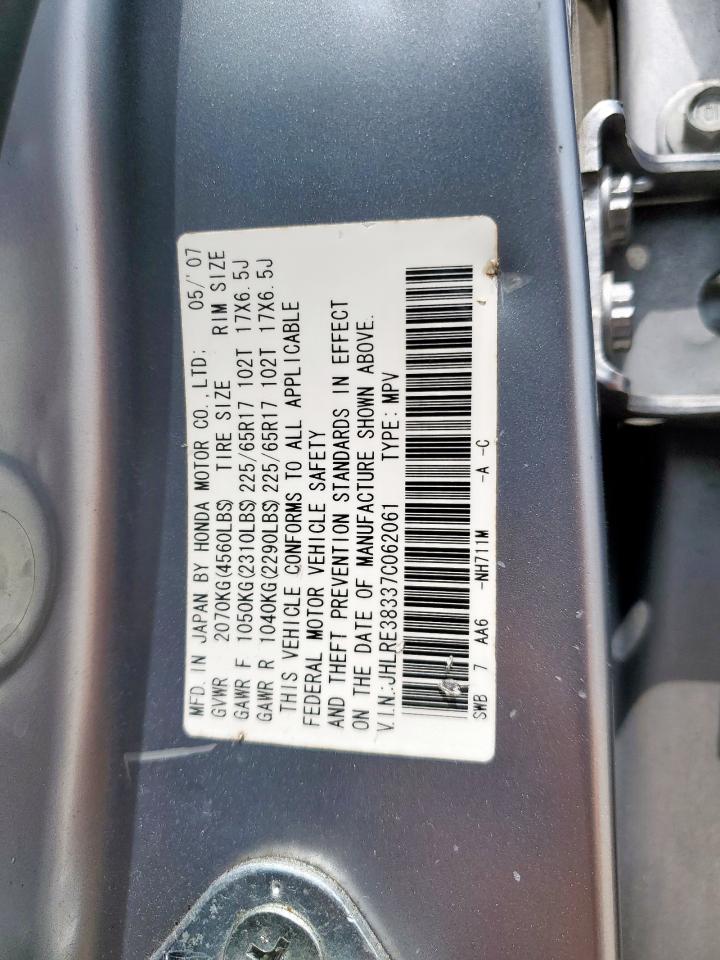 MFD. IN JAPAN BY HONDA MOTOR CO., LTD; 05/'07
GVWR 2070KG(4560LBS) TIRE SIZE RIM SIZE
GAWR F 1050KG(2310LBS) 225/65R17 102T 17X6.5J
GAWR R 1040KG(2290LBS) 225/65R17 102T 17X6.5J
THIS VEHICLE CONFORMS TO ALL APPLICABLE
FEDERAL MOTOR VEHICLE SAFETY
AND THEFT PREVENTION STANDARDS IN EFFECT
ON THE DATE OF MANUFACTURE SHOWN ABOVE.
V.I.N.:JHLRE38337C062061 TYPE: MPV
SWB 7 AA6 -NH711M -A -C